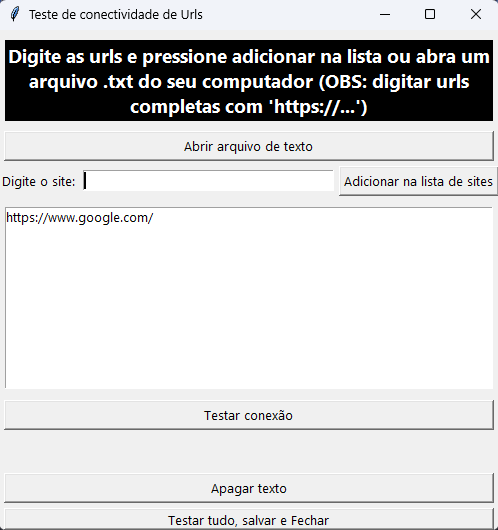 Teste de conectividade de Urls
Digite as urls e pressione adicionar na lista ou abra um
arquivo .txt do seu computador (OBS: digitar urls
completas com 'https://...')
Abrir arquivo de texto
Digite o site:
Adicionar na lista de sites
https://www.google.com/
Testar conexão
Apagar texto
Testar tudo, salvar e Fechar